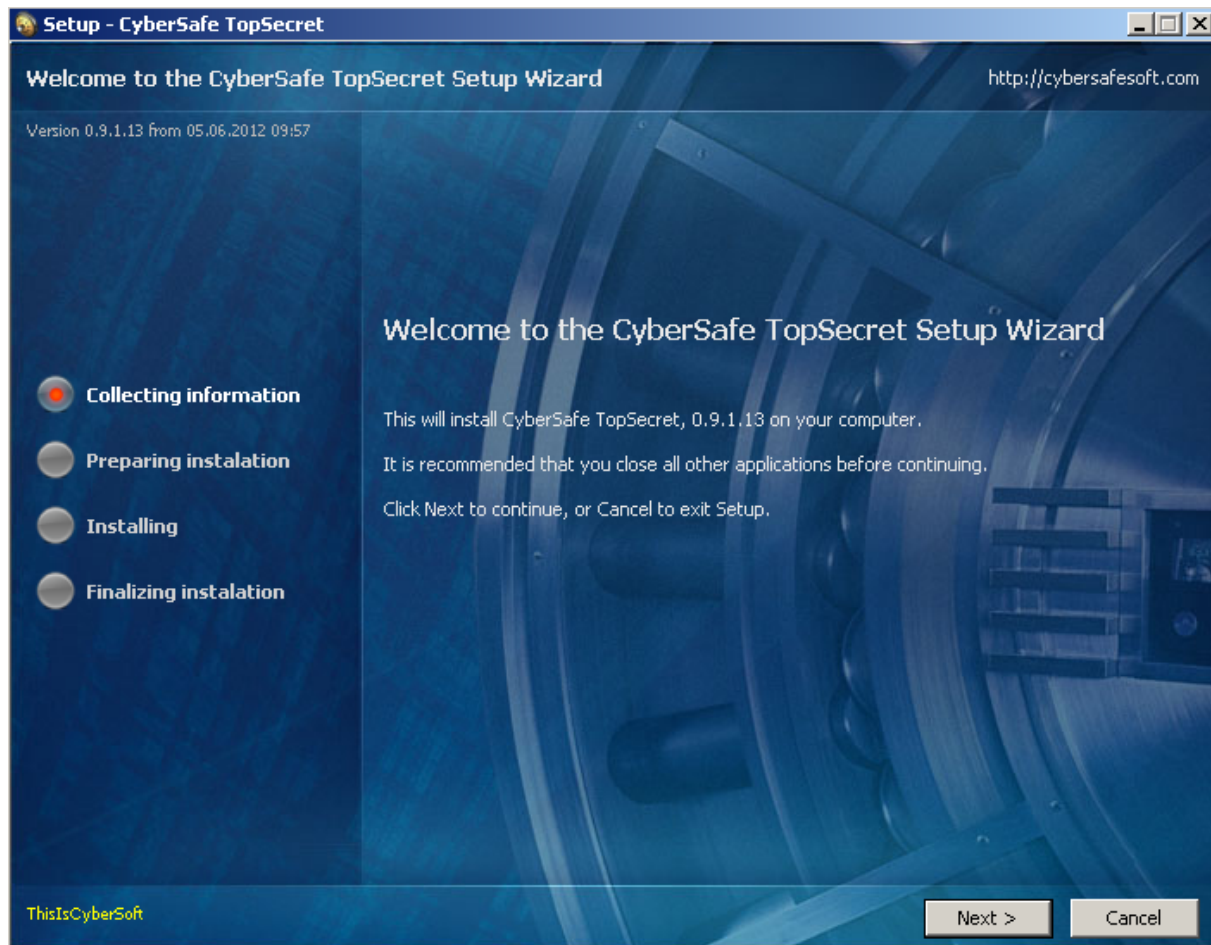 Setup - CyberSafe TopSecret
Welcome to the CyberSafe TopSecret Setup Wizard
http://cybersafesoft.com
Version 0.9.1.13 from 05.06.2012 09:57
Welcome to the CyberSafe TopSecret Setup Wizard
Collecting information
This will install CyberSafe TopSecret, 0.9.1.13 on your computer.
Preparing instalation
It is recommended that you close all other applications before continuing.
Click Next to continue, or Cancel to exit Setup.
Installing
Finalizing instalation
ThisIsCyberSoft
Next >
Cancel